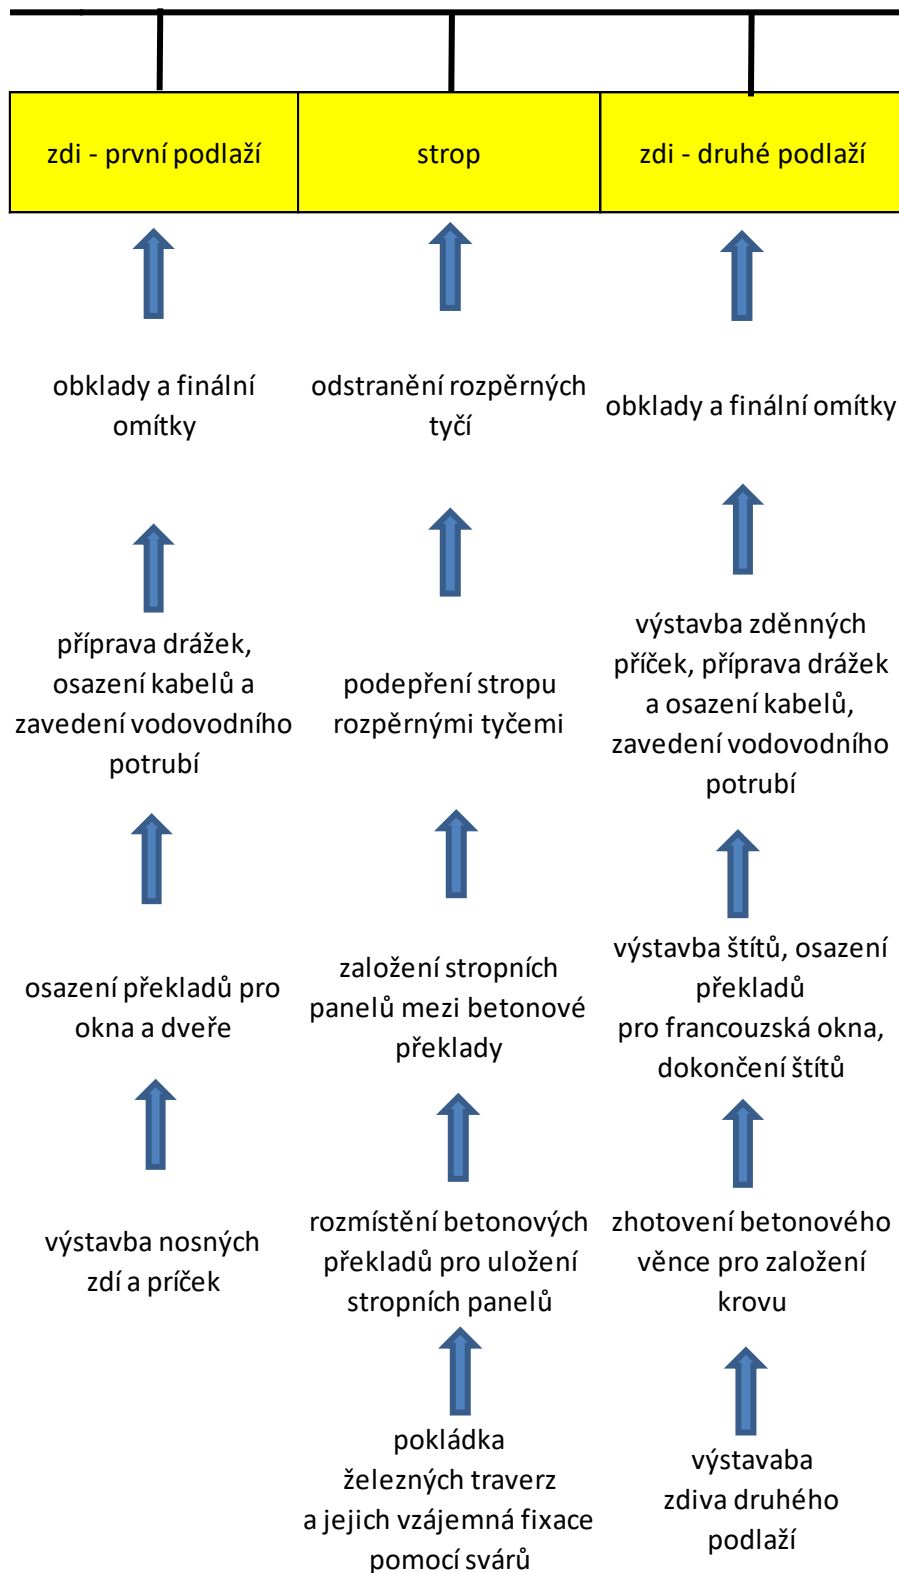 zdi - první podlaží
strop
zdi - druhé podlaží
obklady a finální
omítky
odstranění rozpěrných
tyčí
obklady a finální omítky
příprava drážek,
osazení kabelů a
zavedení vodovodního
potrubí
podepření stropu
rozpěrnými tyčemi
výstavba zděnných
příček, příprava drážek
a osazení kabelů,
zavedení vodovodního
potrubí
osazení překladů pro
okna a dveře
založení stropních
panelů mezi betonové
překlady
výstavba štítů, osazení
překladů
pro francouzská okna,
dokončení štítů
výstavba nosných
zdí a príček
rozmístění betonových
překladů pro uložení
stropních panelů
zhotovení betonového
věnce pro založení
krovu
pokládka
železných traverz
a jejich vzájemná fixace
pomocí svárů
výstavaba
zdiva druhého
podlaží